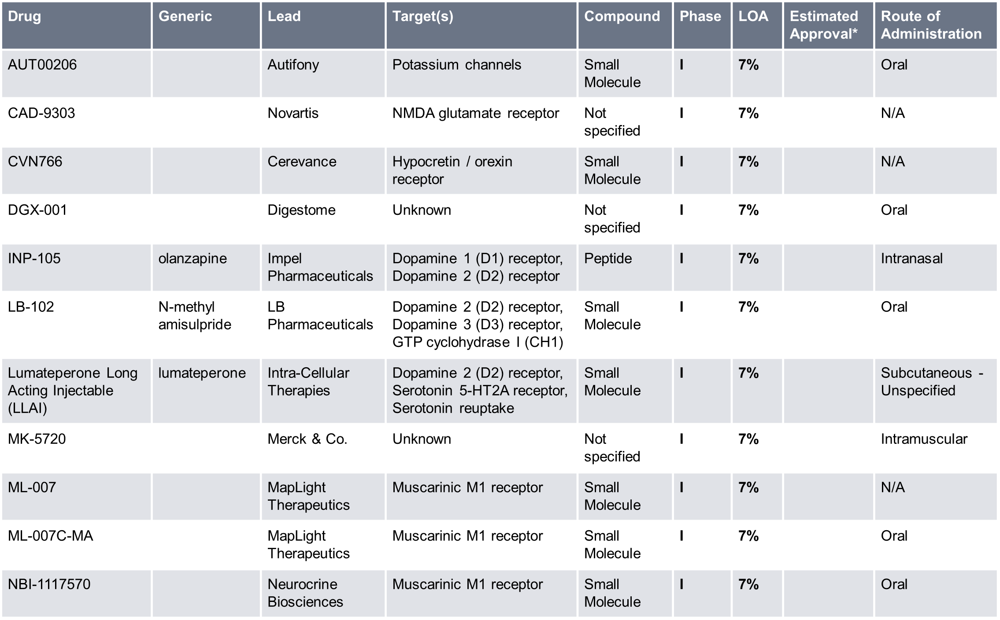 Drug Generic Lead Target(s) Compound Phase LOA Estimated Route of
Approval* Administration
AUT00206 Autifony Potassium channels Small I 7% Oral
Molecule
CAD-9303 Novartis NMDA glutamate receptor Not I 7% N/A
specified
CVN766 Cerevance Hypocretin / orexin Small I 7% N/A
receptor Molecule
DGX-001 Digestome Unknown Not I 7% Oral
specified
INP-105 olanzapine Impel Dopamine 1 (D1) receptor, Peptide I 7% Intranasal
Pharmaceuticals Dopamine 2 (D2) receptor
LB-102 N-methyl LB Dopamine 2 (D2) receptor, Small I 7% Oral
amisulpride Pharmaceuticals Dopamine 3 (D3) receptor, Molecule
GTP cyclohydrase I (CH1)
Lumateperone Long lumateperone Intra-Cellular Dopamine 2 (D2) receptor, Small I 7% Subcutaneous -
Acting Injectable Therapies Serotonin 5-HT2A receptor, Molecule Unspecified
(LLAI) Serotonin reuptake
MK-5720 Merck & Co. Unknown Not I 7% Intramuscular
specified
ML-007 MapLight Muscarinic M1 receptor Small I 7% N/A
Therapeutics Molecule
ML-007C-MA MapLight Muscarinic M1 receptor Small I 7% Oral
Therapeutics Molecule
NBI-1117570 Neurocrine Muscarinic M1 receptor Small I 7% Oral
Biosciences Molecule